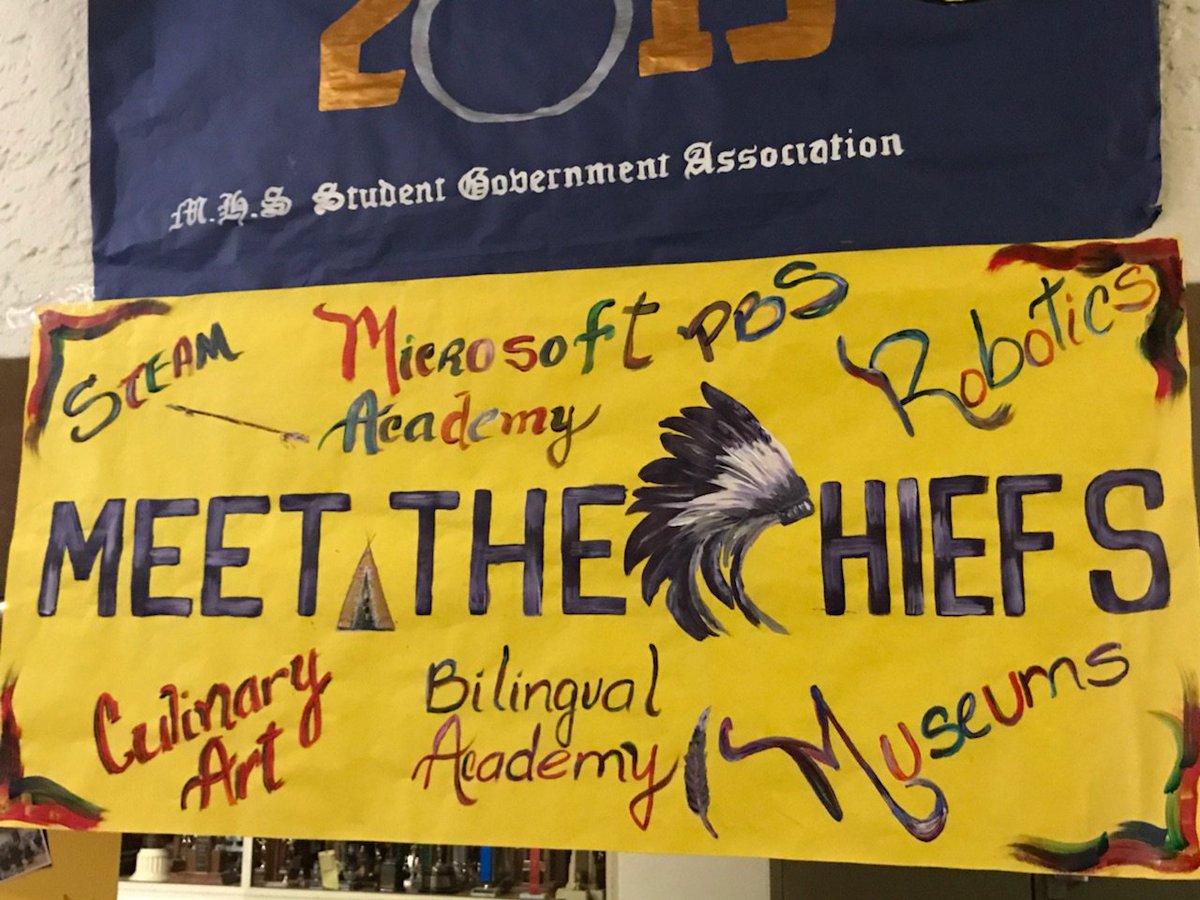 M.H.S Student Government Association
STEAM
Microsoft
Academy
PBS
Robotics
MEET THE CHIEFS
Culinary
Art
Bilingual
Academy
Museums